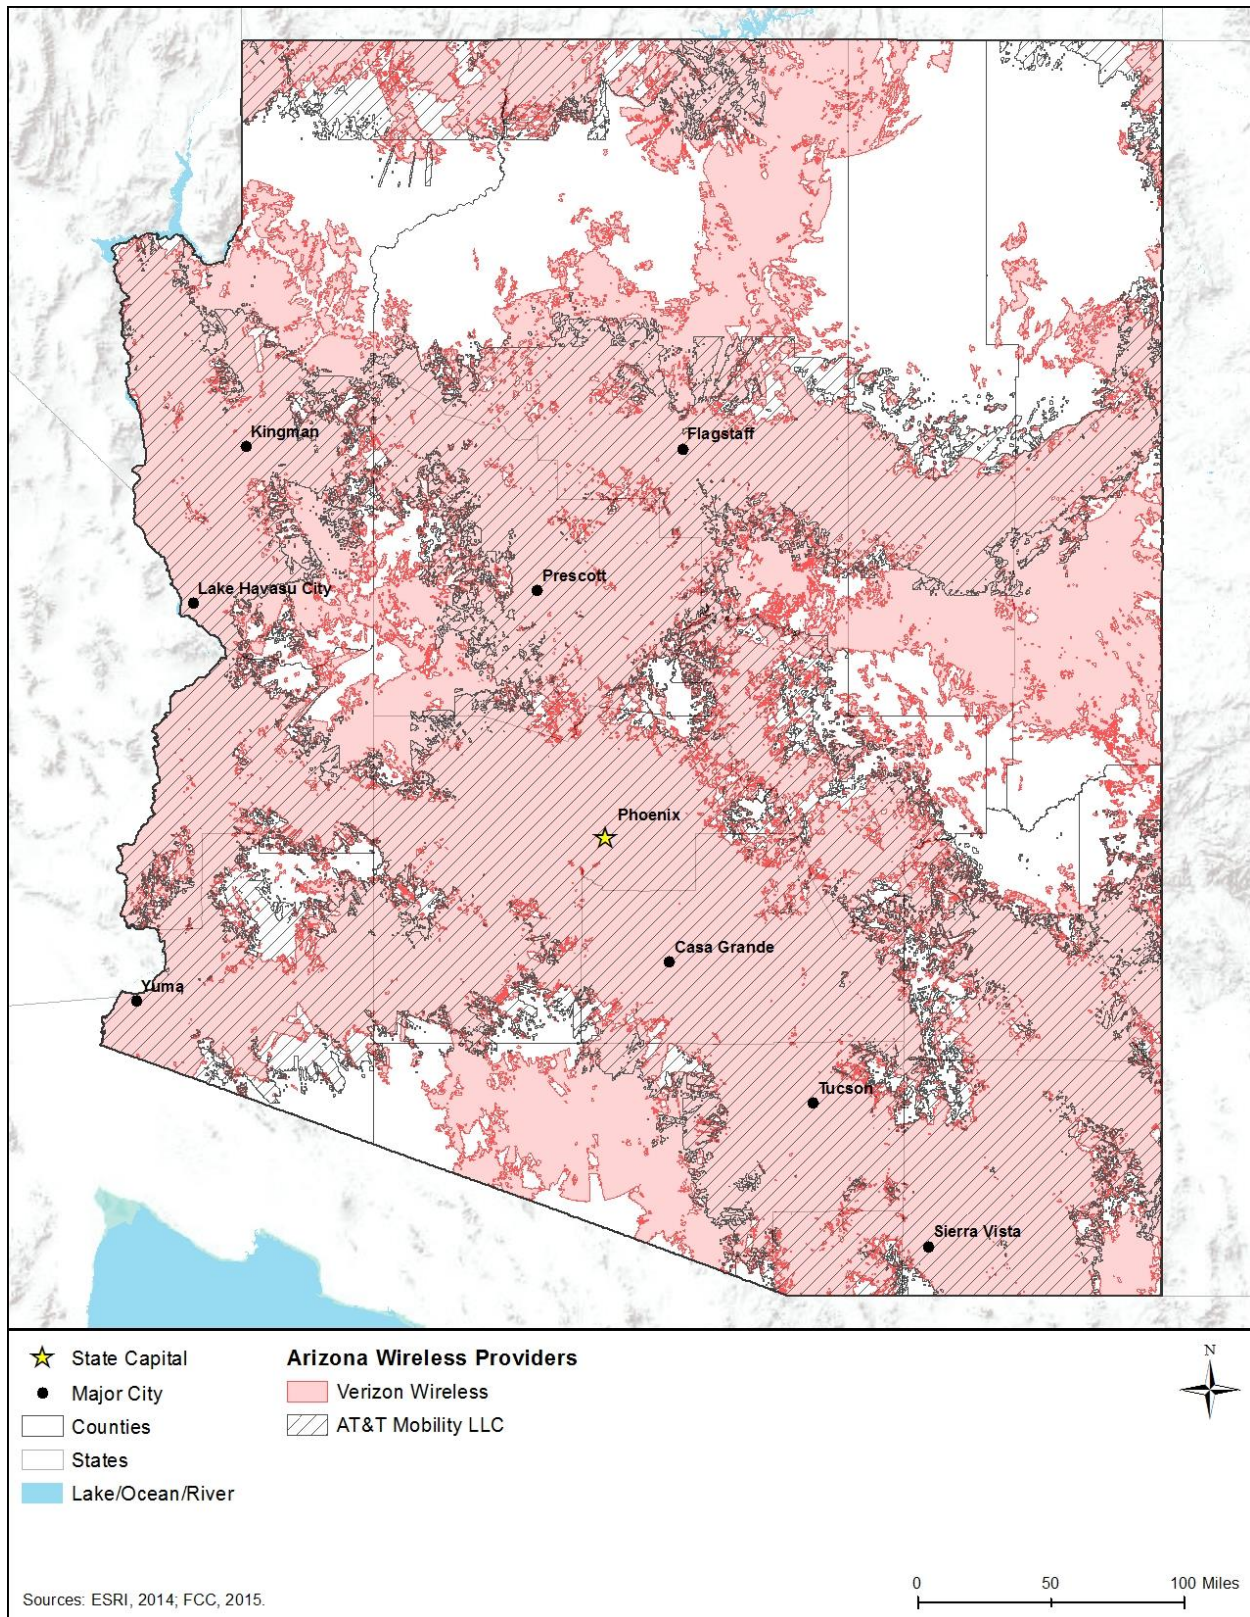 Kingman
Flagstaff
Lake Havasu City
Prescott
Phoenix
Casa Grande
Yuma
Tucson
Sierra Vista
State Capital
Major City
Counties
States
Lake/Ocean/River
Arizona Wireless Providers
Verizon Wireless
AT&T Mobility LLC
N
Sources: ESRI, 2014; FCC, 2015.
0 50 100 Miles